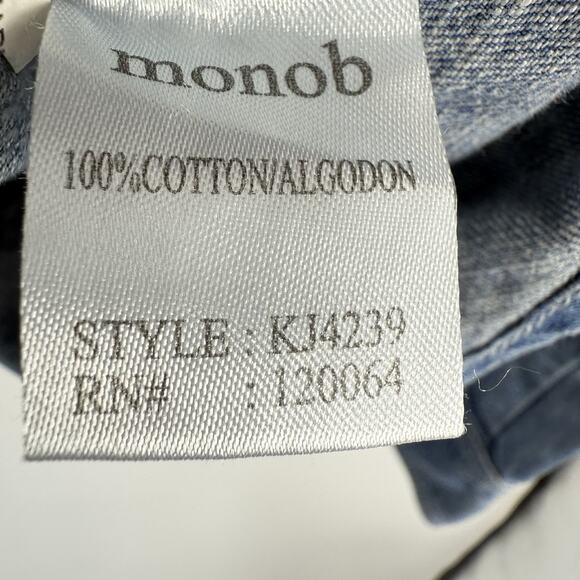 monob
100%COTTON/ALGODON
STYLE : KJ4239
RN# : 120064